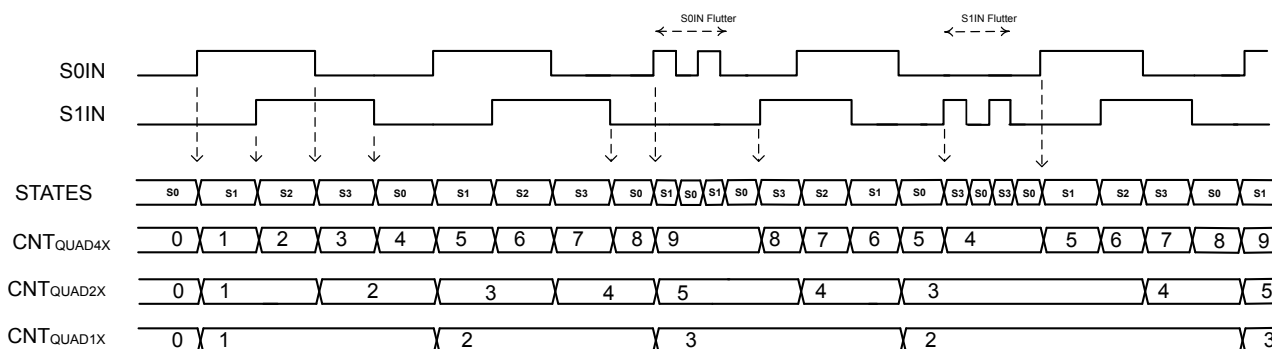 S0IN Flutter S1IN Flutter
S0IN
S1IN
STATES S0 S1 S2 S3 S0 S1 S2 S3 S0 S1 S0 S1 S0 S3 S2 S1 S0 S3 S0 S3 S0 S1 S2 S3 S0 S1
CNTQUAD4X 0 1 2 3 4 5 6 7 8 9 8 7 6 5 4 5 6 7 8 9
CNTQUAD2X 0 1 2 3 4 5 4 3 4 5
CNTQUAD1X 0 1 2 3 2 3